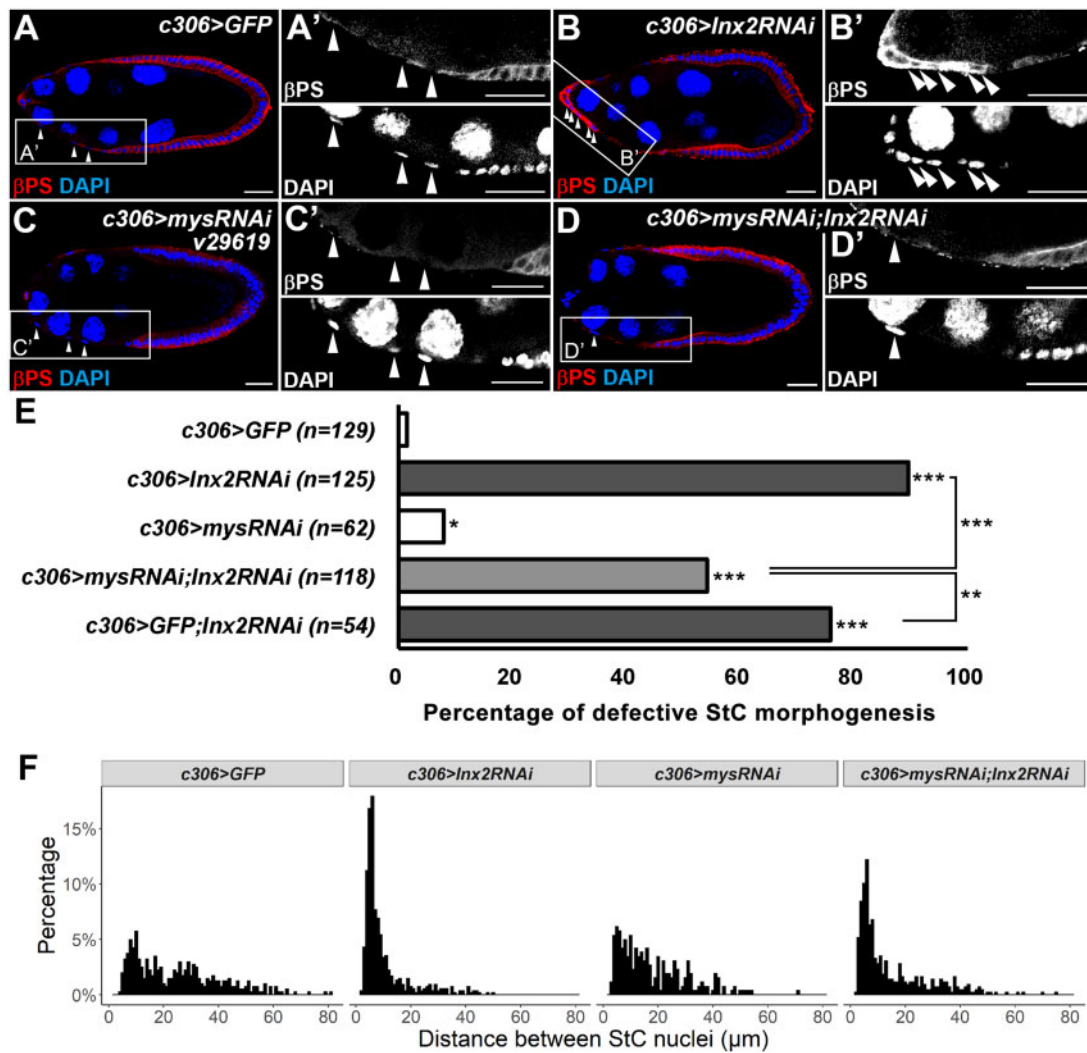 A
c306>GFP
A'
βPS DAPI
A'
βPS
DAPI
B
c306>Inx2RNAi
B'
βPS DAPI
B'
βPS
DAPI
C
c306>mysRNAi
v29619
C'
βPS DAPI
C'
βPS
DAPI
D
c306>mysRNAi;Inx2RNAi
D'
βPS DAPI
D'
βPS
DAPI
E
c306>GFP (n=129)
c306>Inx2RNAi (n=125)
***
***
c306>mysRNAi (n=62)
*
c306>mysRNAi;Inx2RNAi (n=118)
***
**
c306>GFP;Inx2RNAi (n=54)
***
0 20 40 60 80 100
Percentage of defective StC morphogenesis
F
c306>GFP c306>Inx2RNAi c306>mysRNAi c306>mysRNAi;Inx2RNAi
Percentage
15%
10%
5%
0%
0 20 40 60 80 0 20 40 60 80 0 20 40 60 80 0 20 40 60 80
Distance between StC nuclei (µm)